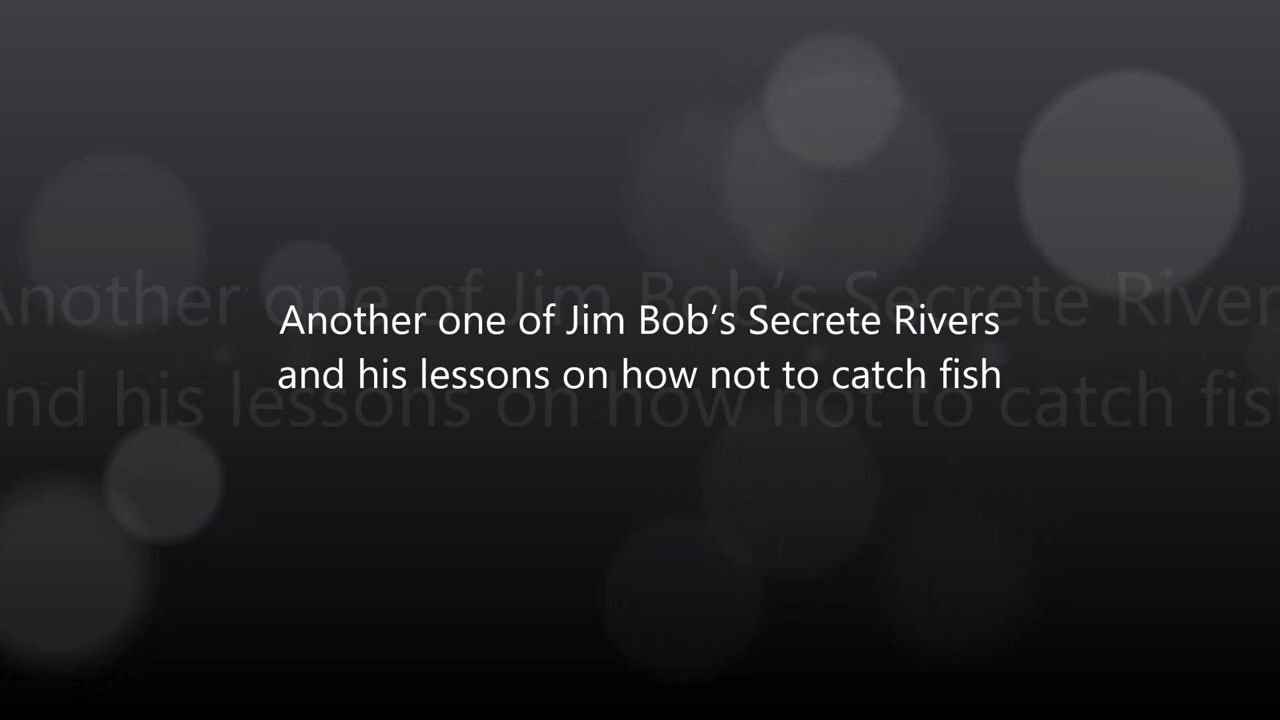 Another one of Jim Bob’s Secrete Rivers
and his lessons on how not to catch fish